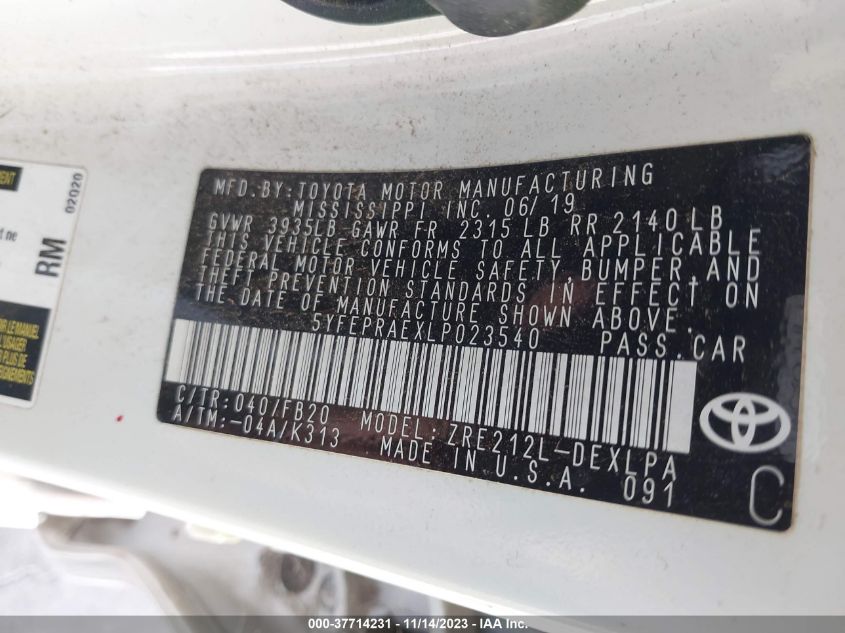 MFD.BY: TOYOTA MOTOR MANUFACTURING
MISSISSIPPI INC. 06/19
GVWR 3935LB GAWR FR 2315 LB RR 2140 LB
THIS VEHICLE CONFORMS TO ALL APPLICABLE
FEDERAL MOTOR VEHICLE SAFETY, BUMPER, AND
THEFT PREVENTION STANDARDS IN EFFECT ON
THE DATE OF MANUFACTURE SHOWN ABOVE.
5YFEPRAEXLP023540 PASS.CAR
C/TR: 040/FB20 MODEL: ZRE212L-DEXLPA
A/TM: -04A/K313 MADE IN U.S.A. 091
C
02020
RM
000-37714231 - 11/14/2023 - IAA Inc.